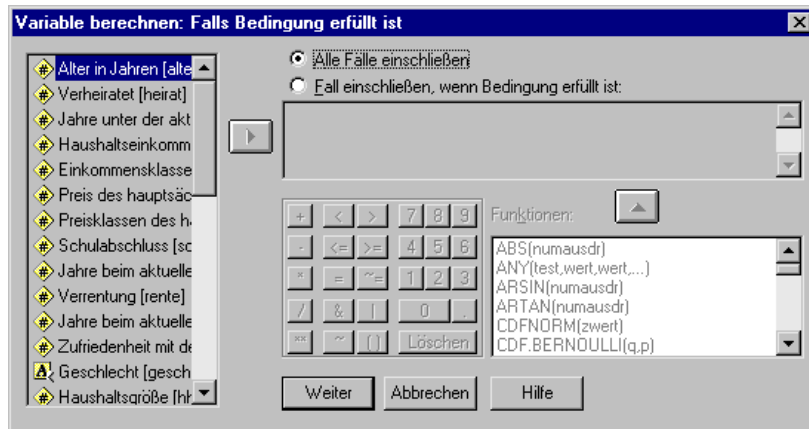 Variable berechnen: Falls Bedingung erfüllt ist
Alter in Jahren [alte
Verheiratet [heirat]
Jahre unter der akt
Haushaltseinkomm
Einkommensklasse
Preis des hauptsäc
Preisklassen des h
Schulabschluss [sc
Jahre beim aktuelle
Verrentung [rente]
Jahre beim aktuelle
Zufriedenheit mit de
Geschlecht [gesch
Haushaltsgröße [hh
Alle Fälle einschließen
Fall einschließen, wenn Bedingung erfüllt ist:
+ < > 7 8 9
- <= >= 4 5 6
* = ~= 1 2 3
/ & | 0 .
** ~ () Löschen
Funktionen:
ABS(numausdr)
ANY(test,wert,wert,...)
ARSIN(numausdr)
ARTAN(numausdr)
CDFNORM(zwert)
CDF.BERNOULLI(q,p)
Weiter Abbrechen Hilfe